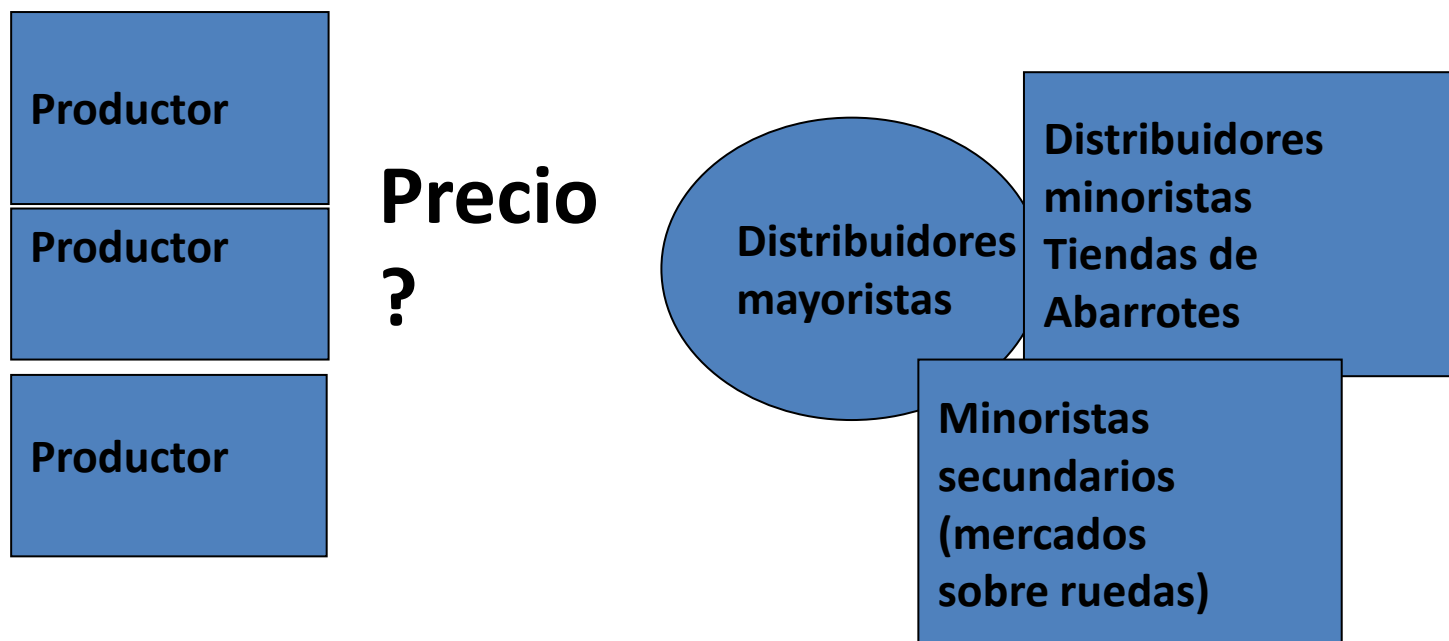 Productor
Productor
Productor
Precio
?
Distribuidores
mayoristas
Distribuidores
minoristas
Tiendas de
Abarrotes
Minoristas
secundarios
(mercados
sobre ruedas)